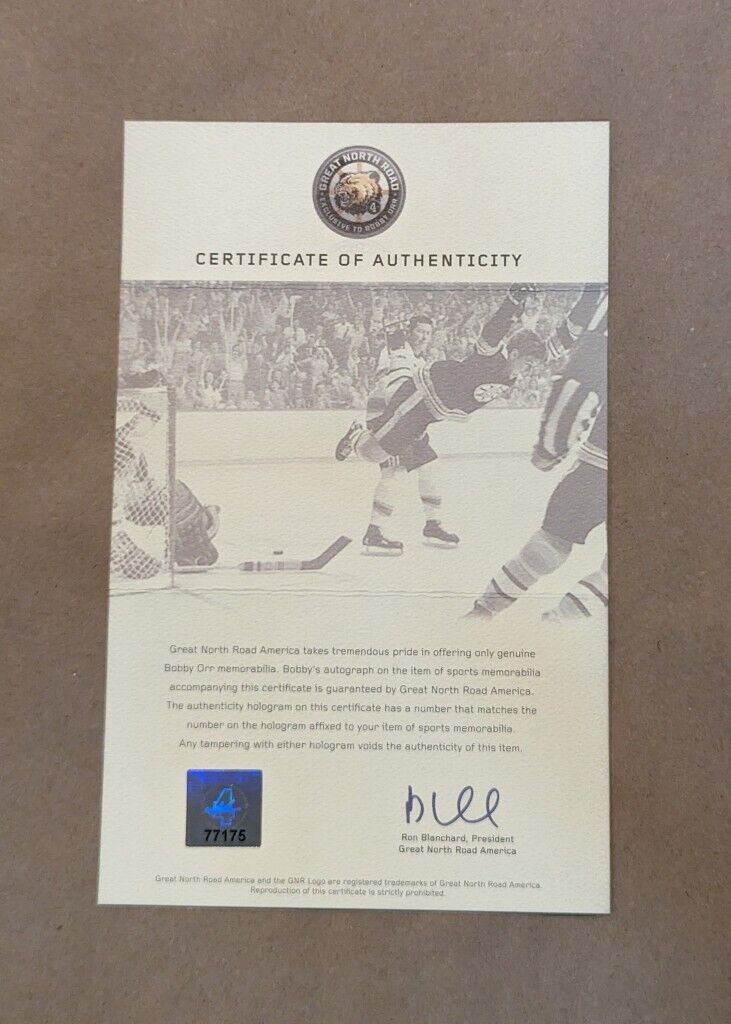 GREAT NORTH ROAD
4
EXCLUSIVE TO BOBBY ORR
CERTIFICATE OF AUTHENTICITY
Great North Road America takes tremendous pride in offering only genuine
Bobby Orr memorabilia. Bobby's autograph on the item of sports memorabilia
accompanying this certificate is guaranteed by Great North Road America.
The authenticity hologram on this certificate has a number that matches the
number on the hologram affixed to your item of sports memorabilia.
Any tampering with either hologram voids the authenticity of this item.
4
77175
Ron Blanchard, President
Great North Road America
Great North Road America and the GNR Logo are registered trademarks of Great North Road America.
Reproduction of this certificate is strictly prohibited.